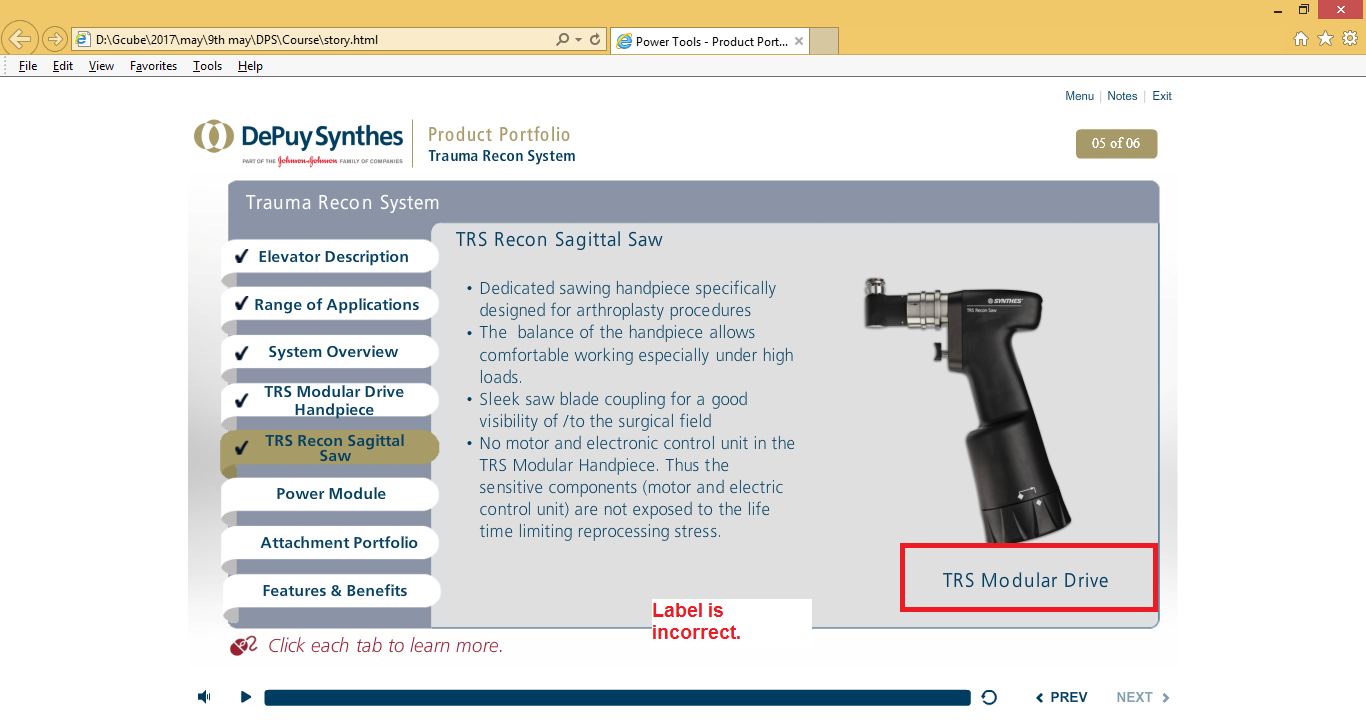 D:\Gcube\2017\may\9th may\DPS\Course\story.html
Power Tools - Product Port...
File Edit View Favorites Tools Help
Menu | Notes | Exit
DePuy Synthes
PART OF THE Johnson & Johnson FAMILY OF COMPANIES
Product Portfolio
Trauma Recon System
05 of 06
Trauma Recon System
Elevator Description
Range of Applications
System Overview
TRS Modular Drive
Handpiece
TRS Recon Sagittal
Saw
Power Module
Attachment Portfolio
Features & Benefits
TRS Recon Sagittal Saw
• Dedicated sawing handpiece specifically
designed for arthroplasty procedures
• The  balance of the handpiece allows
comfortable working especially under high
loads.
• Sleek saw blade coupling for a good
visibility of /to the surgical field
• No motor and electronic control unit in the
TRS Modular Handpiece. Thus the
sensitive components (motor and electric
control unit) are not exposed to the life
time limiting reprocessing stress.
SYNTHES
TRS Recon Saw
TRS Modular Drive
Label is
incorrect.
Click each tab to learn more.
PREV NEXT